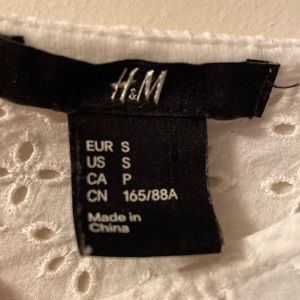 H&M
EUR S
US S
CA P
CN 165/88A
Made in
China